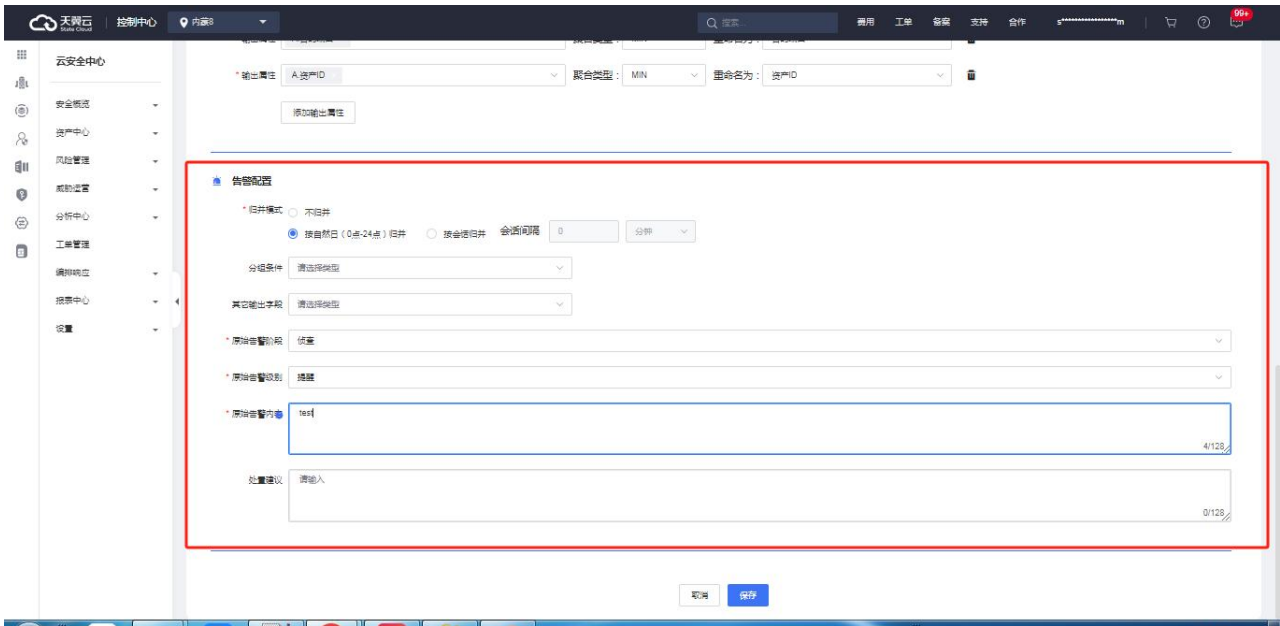 天翼云 State Cloud 控制中心 内蒙8 搜索... 费用 工单 备案 支持 合作 s******************m 99+
云安全中心
安全概览
资产中心
风险管理
威胁运营
分析中心
工单管理
编排响应
报表中心
设置
* 输出属性 A.资产ID 聚合类型： MIN 重命名为： 资产ID
添加输出属性
告警配置
* 归并模式 不归并
按自然日（0点-24点）归并 按会话归并 会话间隔 0 分钟
分组条件 请选择类型
其它输出字段 请选择类型
* 原始告警阶段 侦查
* 原始告警级别 提醒
* 原始告警内容 test
4/128
处置建议 请输入
0/128
取消 保存